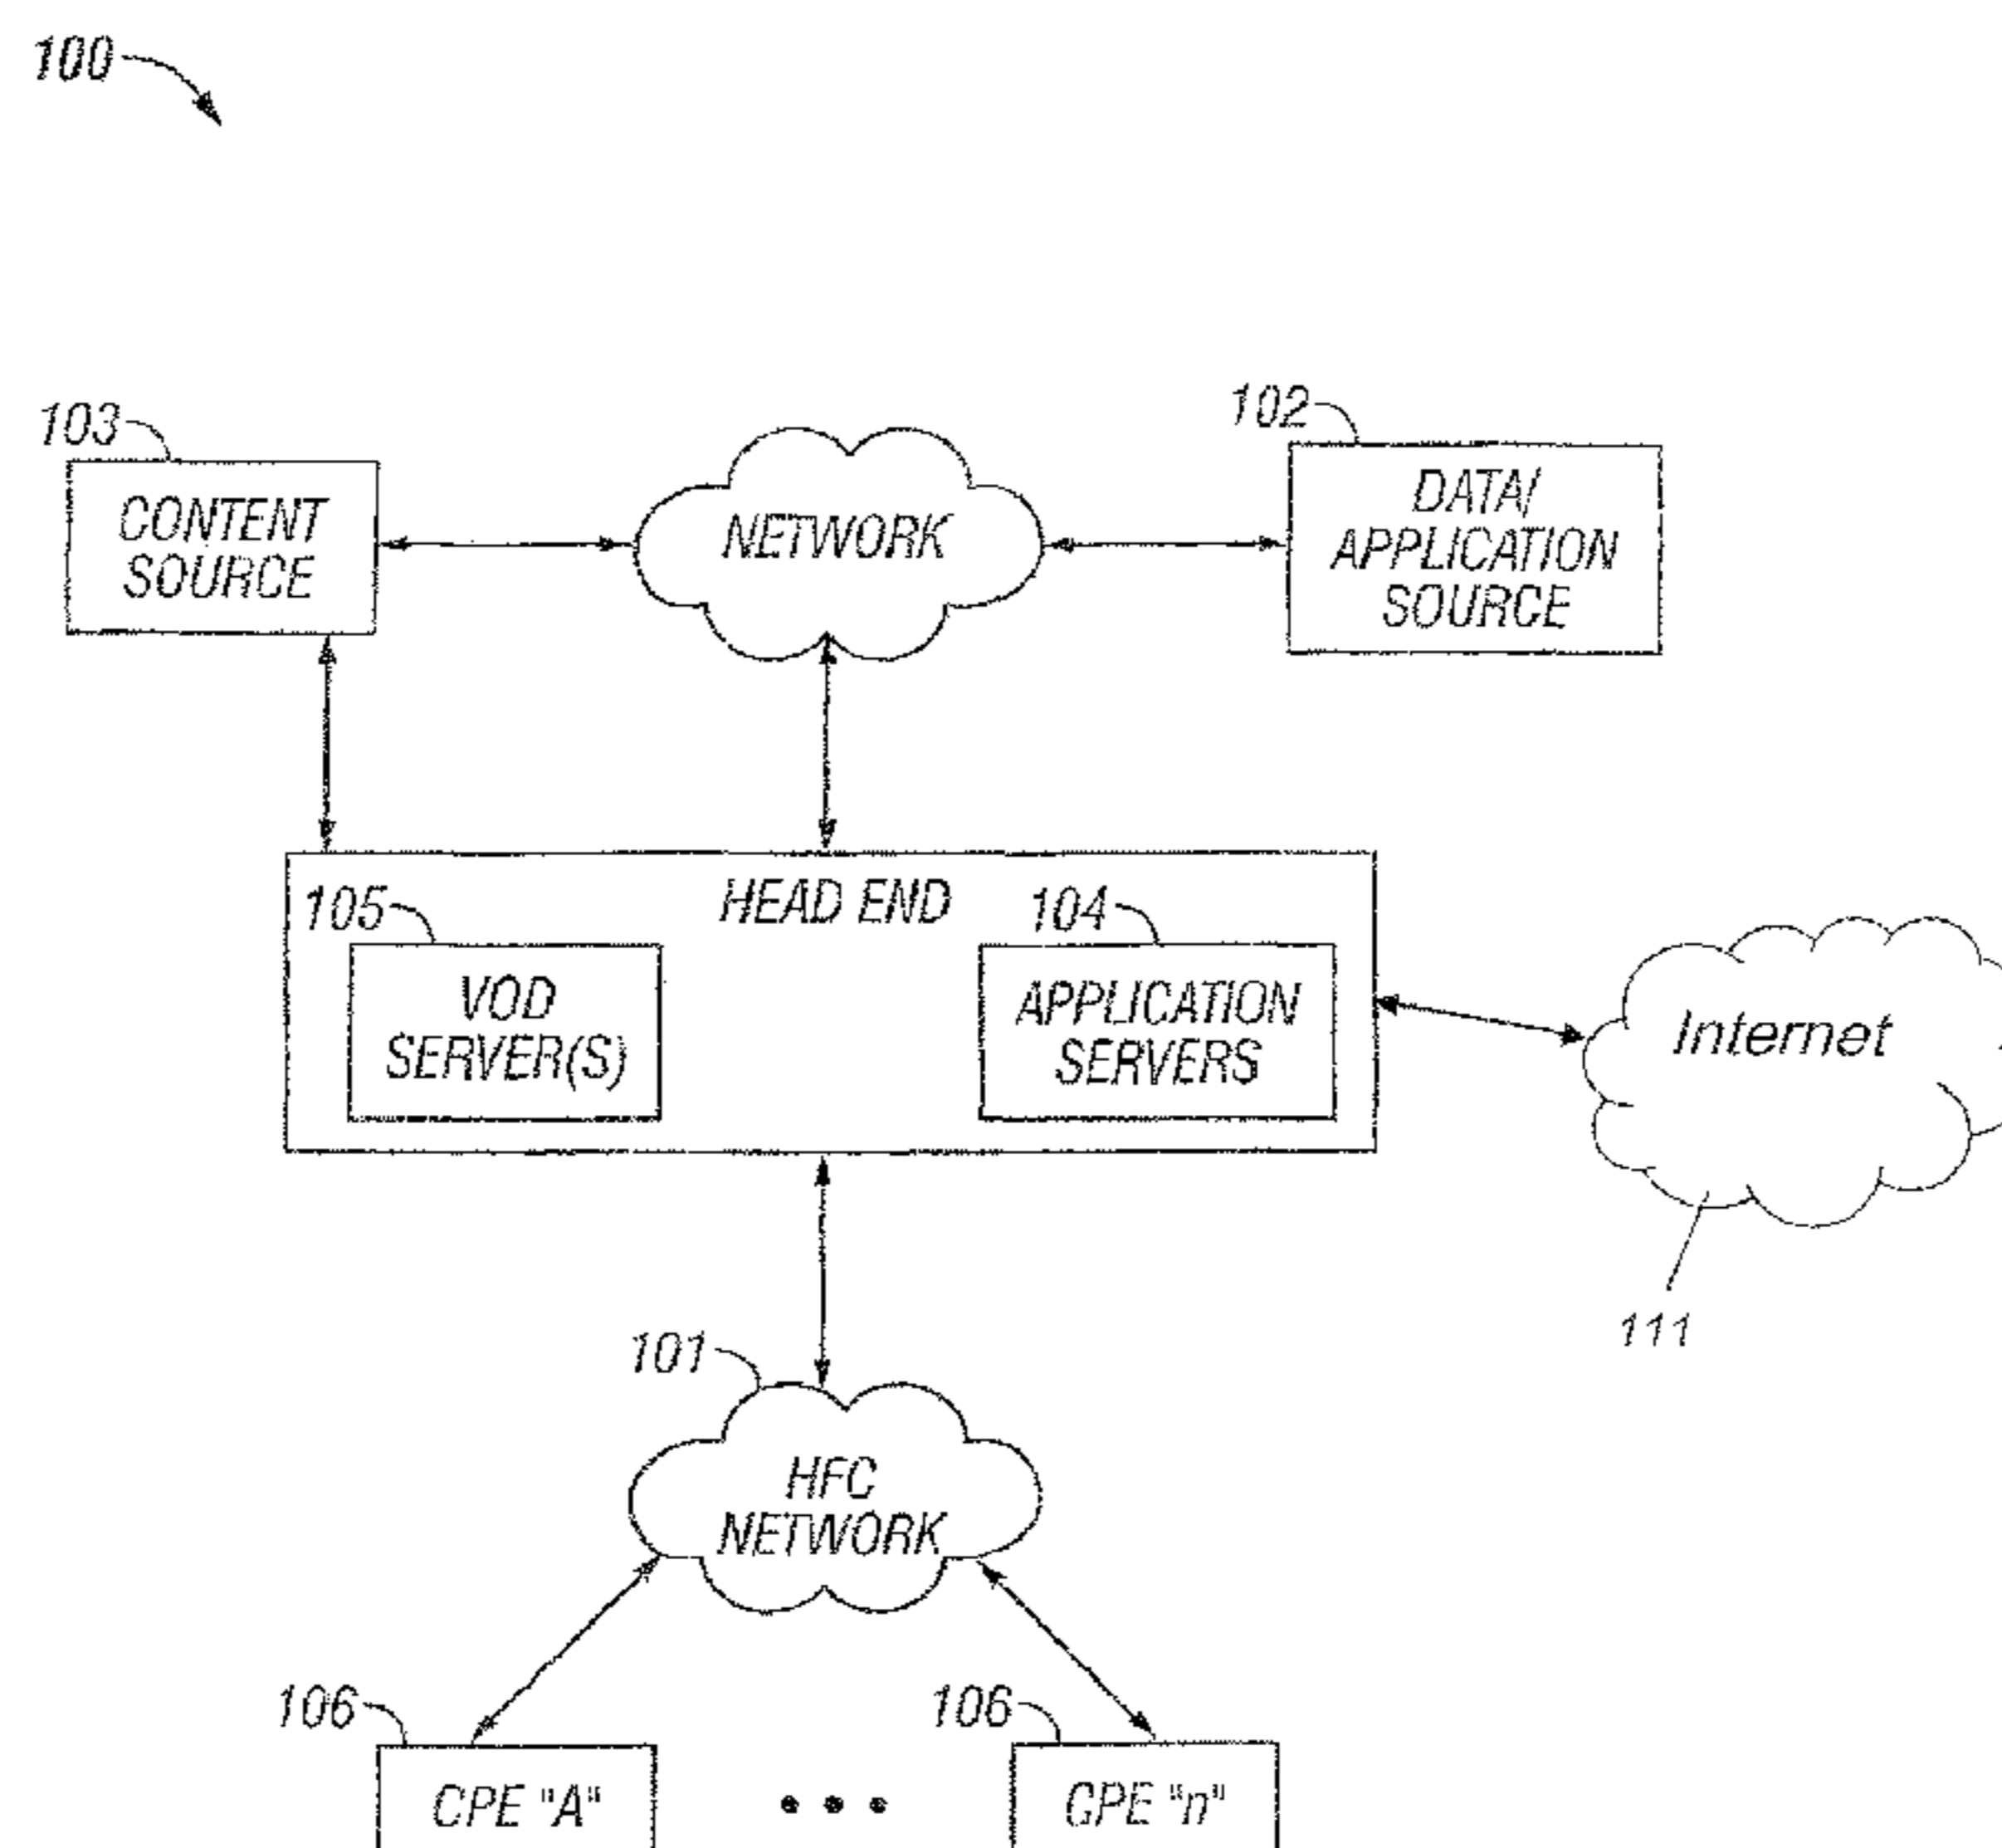 100
103
102
CONTENT
SOURCE
NETWORK
DATA/
APPLICATION
SOURCE
HEAD END
105
104
VOD
SERVER(S)
APPLICATION
SERVERS
Internet
111
101
HFC
NETWORK
106
106
CPE "A"
CPE "n"